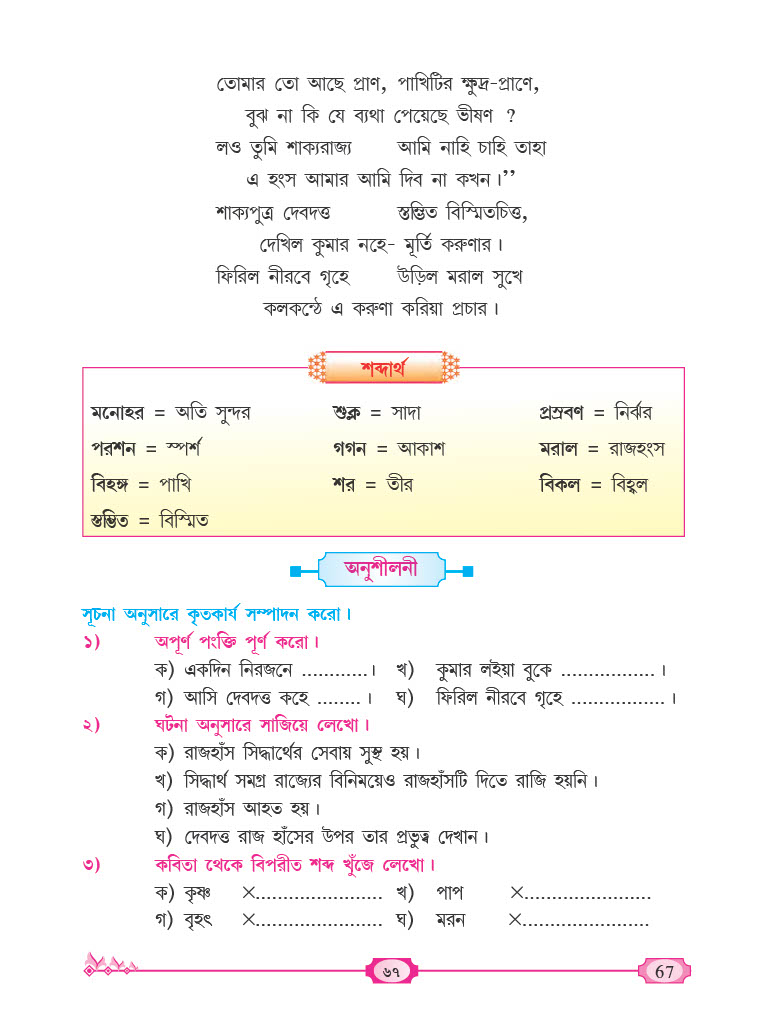 তোমার তো আছে প্রাণ, পাখিটির ক্ষুদ্র-প্রাণে,
বুঝ না কি যে ব্যথা পেয়েছে ভীষণ ?
লও তুমি শাক্যরাজ্য আমি নাহি চাহি তাহা
এ হংস আমার আমি দিব না কখন।’’
শাক্যপুত্র দেবদত্ত স্তম্ভিত বিস্মিতচিত্ত,
দেখিল কুমার নহে- মূর্তি করুণার।
ফিরিল নীরবে গৃহে উড়িল মরাল সুখে
কলকন্ঠে এ করুণা করিয়া প্রচার।
শব্দার্থ
মনোহর = অতি সুন্দর শুক্ল = সাদা প্রস্রবণ = নির্ঝর
পরশন = স্পর্শ গগন = আকাশ মরাল = রাজহংস
বিহঙ্গ = পাখি শর = তীর বিকল = বিহ্বল
স্তম্ভিত = বিস্মিত
অনুশীলনী
সূচনা অনুসারে কৃতকার্য সম্পাদন করো।
১) অপূর্ণ পংক্তি পূর্ণ করো।
ক) একদিন নিরজনে ............। খ) কুমার লইয়া বুকে .................।
গ) আসি দেবদত্ত কহে ........। ঘ) ফিরিল নীরবে গৃহে .................।
২) ঘটনা অনুসারে সাজিয়ে লেখো।
ক) রাজহাঁস সিদ্ধার্থের সেবায় সুস্থ হয়।
খ) সিদ্ধার্থ সমগ্র রাজ্যের বিনিময়েও রাজহাঁসটি দিতে রাজি হয়নি।
গ) রাজহাঁস আহত হয়।
ঘ) দেবদত্ত রাজ হাঁসের উপর তার প্রভুত্ব দেখান।
৩) কবিতা থেকে বিপরীত শব্দ খুঁজে লেখো।
ক) কৃষ্ণ ×....................... খ) পাপ ×.......................
গ) বৃহৎ ×....................... ঘ) মরন ×.......................
৬৭ 67